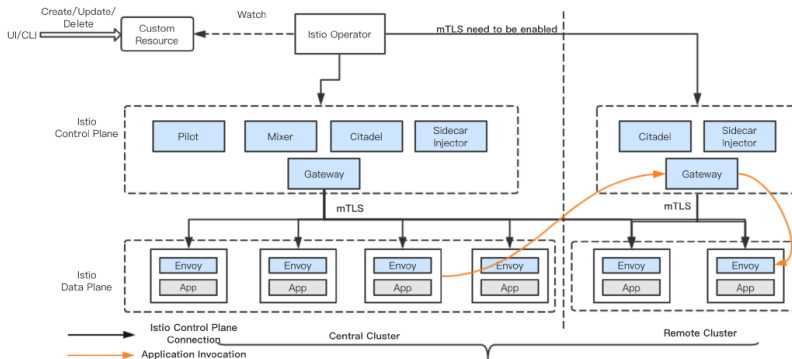 Create/Update/
Delete
UI/CLI
Custom
Resource
Watch
Istio Operator
mTLS need to be enabled
Istio
Control Plane
Pilot
Mixer
Citadel
Sidecar
Injector
Gateway
Citadel
Sidecar
Injector
Gateway
mTLS
mTLS
Istio
Data Plane
Envoy
App
Envoy
App
Envoy
App
Envoy
App
Envoy
App
Envoy
App
Istio Control Plane
Connection
Application Invocation
Central Cluster
Remote Cluster